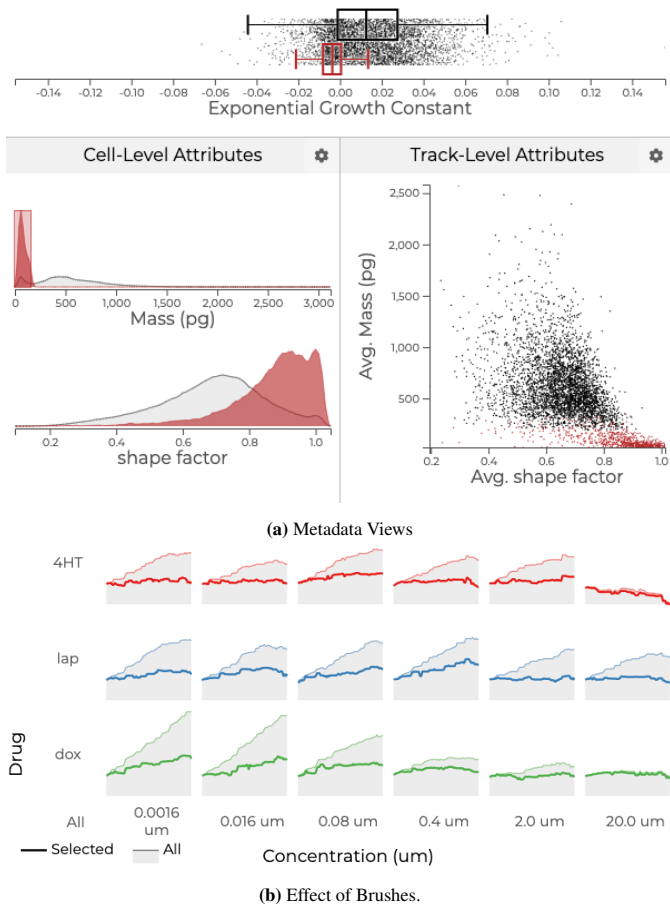 -0.14 -0.12 -0.10 -0.08 -0.06 -0.04 -0.02 0.00 0.02 0.04 0.06 0.08 0.10 0.12 0.14
Exponential Growth Constant
Cell-Level Attributes
0 500 1,000 1,500 2,000 2,500 3,000
Mass (pg)
0.2 0.4 0.6 0.8 1.0
shape factor
Track-Level Attributes
2,500
2,000
1,500
1,000
500
Avg. Mass (pg)
0.2 0.4 0.6 0.8 1.0
Avg. shape factor
(a) Metadata Views
4HT
lap
dox
Drug
All 0.0016 um 0.016 um 0.08 um 0.4 um 2.0 um 20.0 um
Selected All
Concentration (um)
(b) Effect of Brushes.